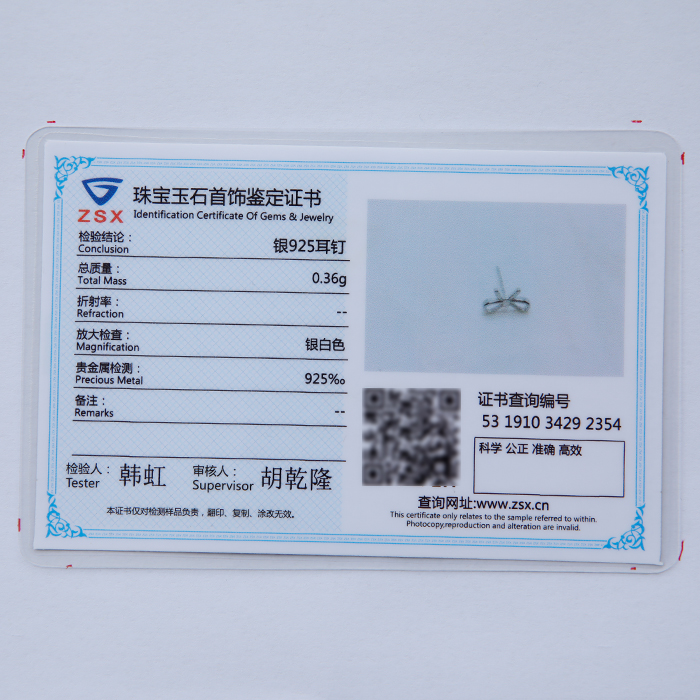 ZSX
珠宝玉石首饰鉴定证书
Identification Certificate Of Gems & Jewelry
检验结论：
Conclusion
银925耳钉
总质量：
Total Mass
0.36g
折射率：
Refraction
--
放大检查：
Magnification
银白色
贵金属检测：
Precious Metal
925‰
备注：
Remarks
--
检验人：
Tester
韩虹
审核人：
Supervisor
胡乾隆
本证书仅对检测样品负责，翻印、复制、涂改无效。
证书查询编号
53 1910 3429 2354
科学 公正 准确 高效
查询网址:www.zsx.cn
This certificate only relates to the sample referred to within.
Photocopy,reproduction and alteration are invalid.